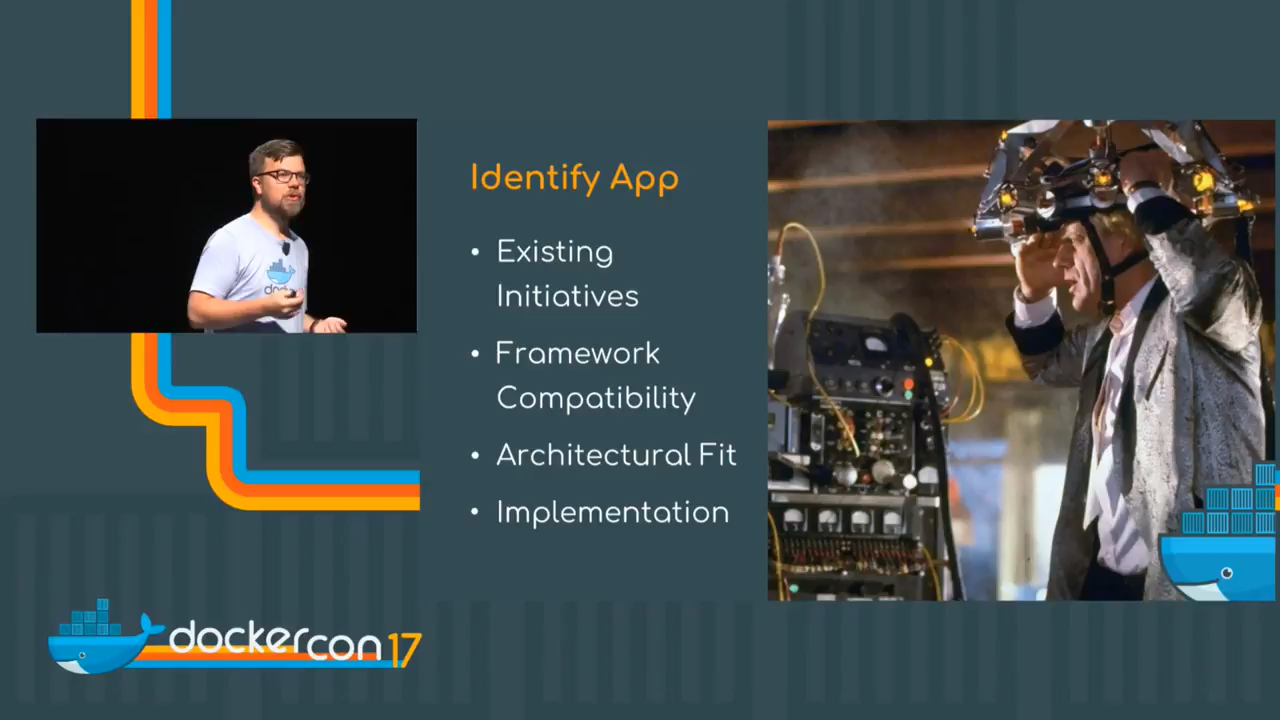 Identify App
• Existing
Initiatives
• Framework
Compatibility
• Architectural Fit
• Implementation
dockercon17